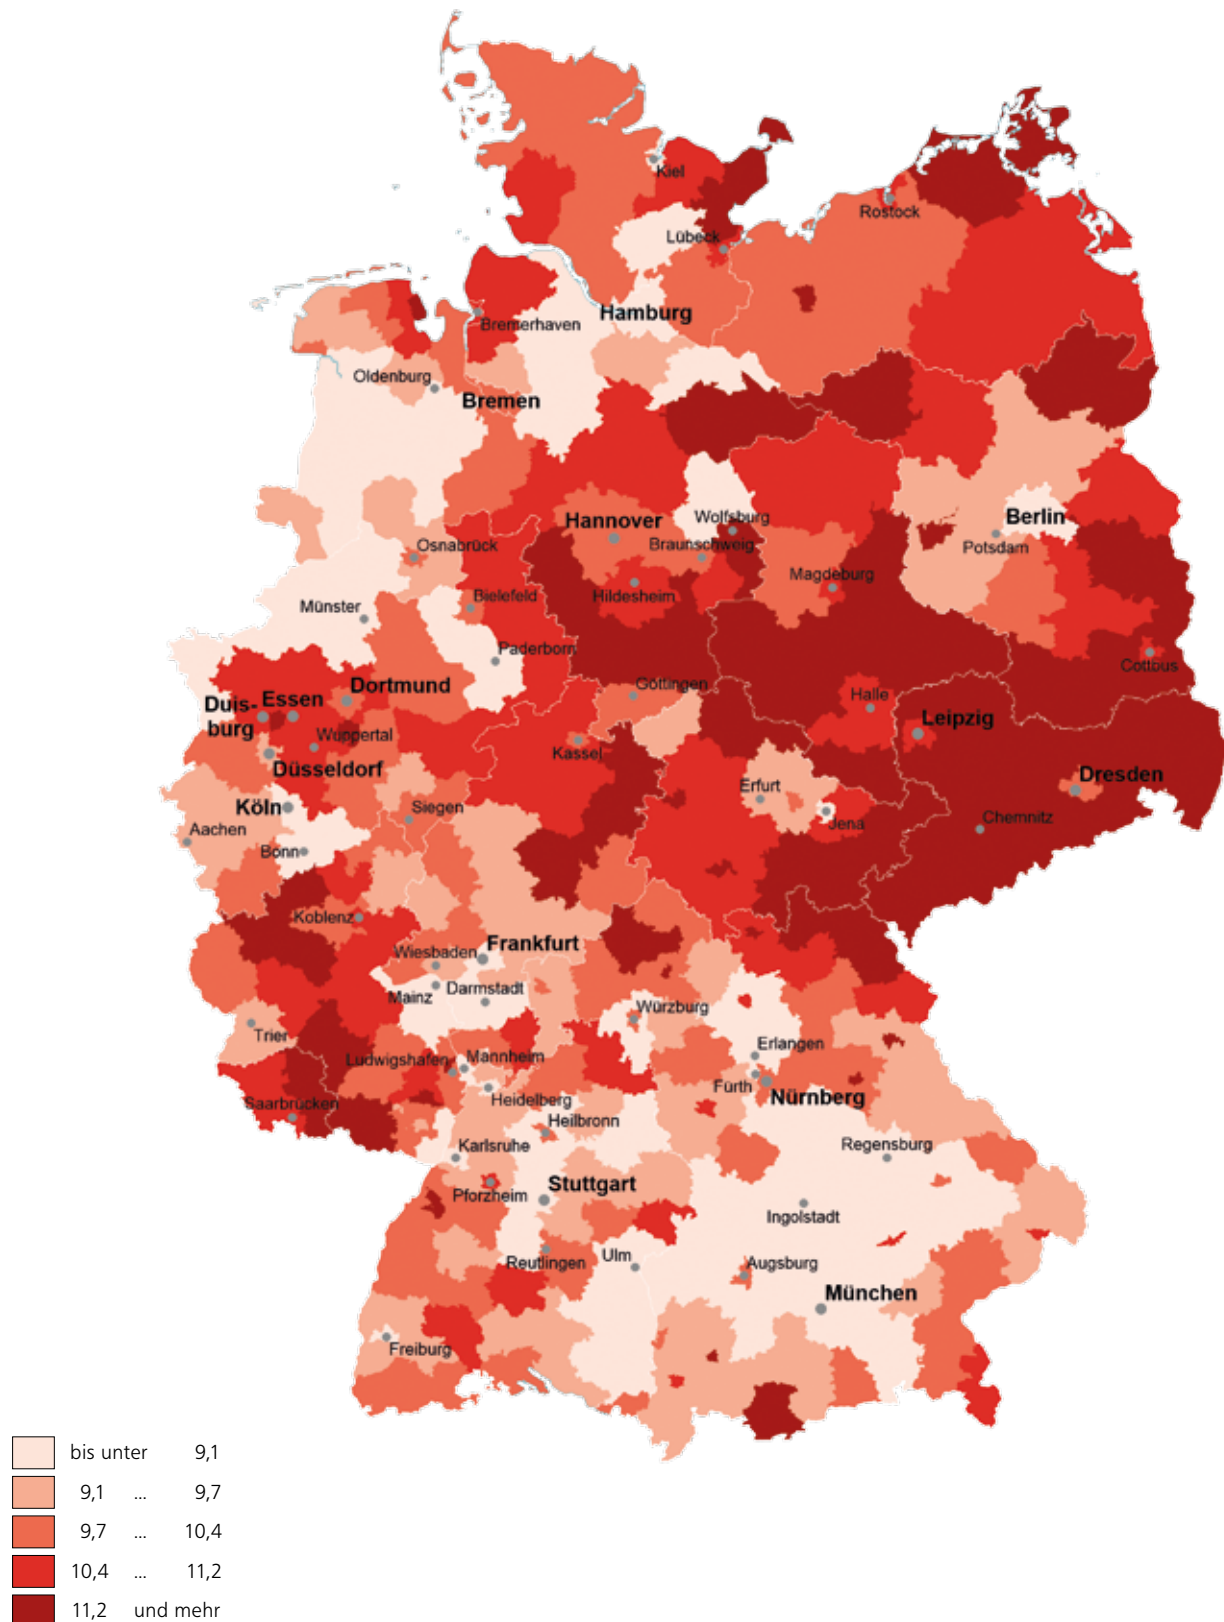 Kiel
Rostock
Lübeck
Hamburg
Bremerhaven
Oldenburg
Bremen
Hannover
Wolfsburg
Berlin
Braunschweig
Potsdam
Osnabrück
Magdeburg
Hildesheim
Bielefeld
Münster
Paderborn
Cottbus
Göttingen
Dortmund
Halle
Duis-
burg
Essen
Leipzig
Wuppertal
Kassel
Düsseldorf
Dresden
Erfurt
Köln
Siegen
Jena
Chemnitz
Aachen
Bonn
Koblenz
Frankfurt
Wiesbaden
Mainz
Darmstadt
Würzburg
Trier
Erlangen
Ludwigshafen
Mannheim
Fürth
Nürnberg
Heidelberg
Saarbrücken
Heilbronn
Karlsruhe
Regensburg
Stuttgart
Pforzheim
Ingolstadt
Reutlingen
Ulm
Augsburg
München
Freiburg
bis unter 9,1
9,1 ... 9,7
9,7 ... 10,4
10,4 ... 11,2
11,2 und mehr